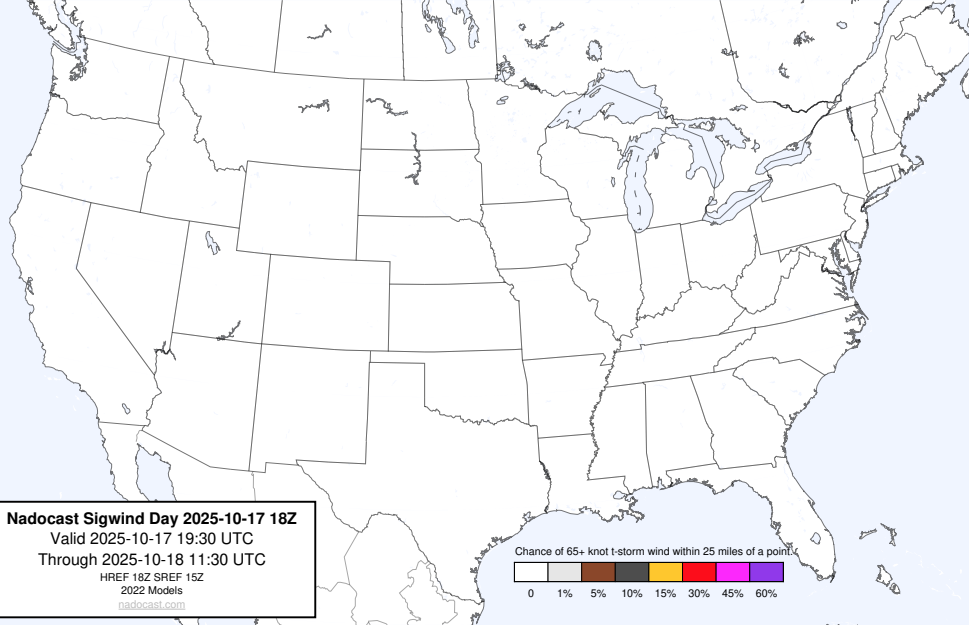 Nadocast Sigwind Day 2025-10-17 18Z
Valid 2025-10-17 19:30 UTC
Through 2025-10-18 11:30 UTC
HREF 18Z SREF 15Z
2022 Models
nadocast.com
Chance of 65+ knot t-storm wind within 25 miles of a point.
0 1% 5% 10% 15% 30% 45% 60%